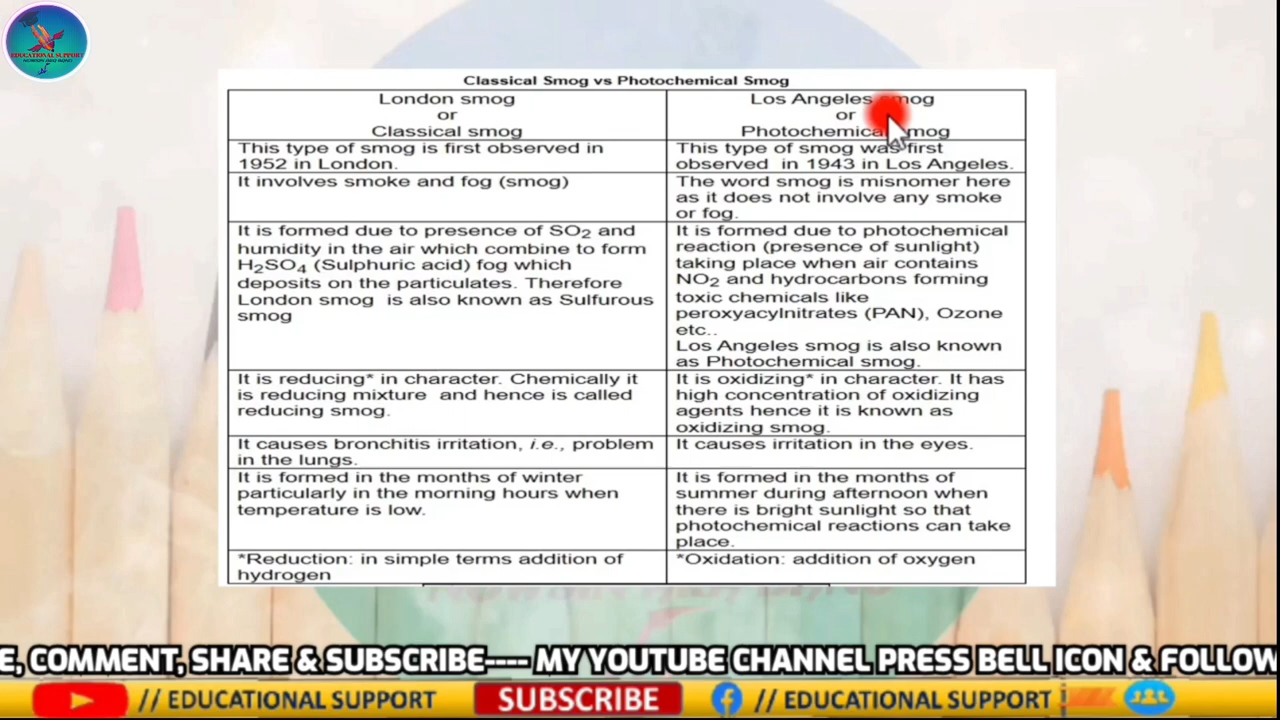 EDUCATIONAL SUPPORT
Classical Smog vs Photochemical Smog
London smog
or
Classical smog
Los Angeles smog
or
Photochemical smog
This type of smog is first observed in
1952 in London.
This type of smog was first
observed in 1943 in Los Angeles.
It involves smoke and fog (smog)
The word smog is misnomer here
as it does not involve any smoke
or fog.
It is formed due to presence of SO2 and
humidity in the air which combine to form
H2SO4 (Sulphuric acid) fog which
deposits on the particulates. Therefore
London smog is also known as Sulfurous
smog
It is formed due to photochemical
reaction (presence of sunlight)
taking place when air contains
NO2 and hydrocarbons forming
toxic chemicals like
peroxyacylnitrates (PAN), Ozone
etc..
Los Angeles smog is also known
as Photochemical smog.
It is reducing* in character. Chemically it
is reducing mixture and hence is called
reducing smog.
It is oxidizing* in character. It has
high concentration of oxidizing
agents hence it is known as
oxidizing smog.
It causes bronchitis irritation, i.e., problem
in the lungs.
It causes irritation in the eyes.
It is formed in the months of winter
particularly in the morning hours when
temperature is low.
It is formed in the months of
summer during afternoon when
there is bright sunlight so that
photochemical reactions can take
place.
*Reduction: in simple terms addition of
hydrogen
*Oxidation: addition of oxygen
E, COMMENT, SHARE & SUBSCRIBE---- MY YOUTUBE CHANNEL PRESS BELL ICON & FOLLOW
// EDUCATIONAL SUPPORT SUBSCRIBE // EDUCATIONAL SUPPORT